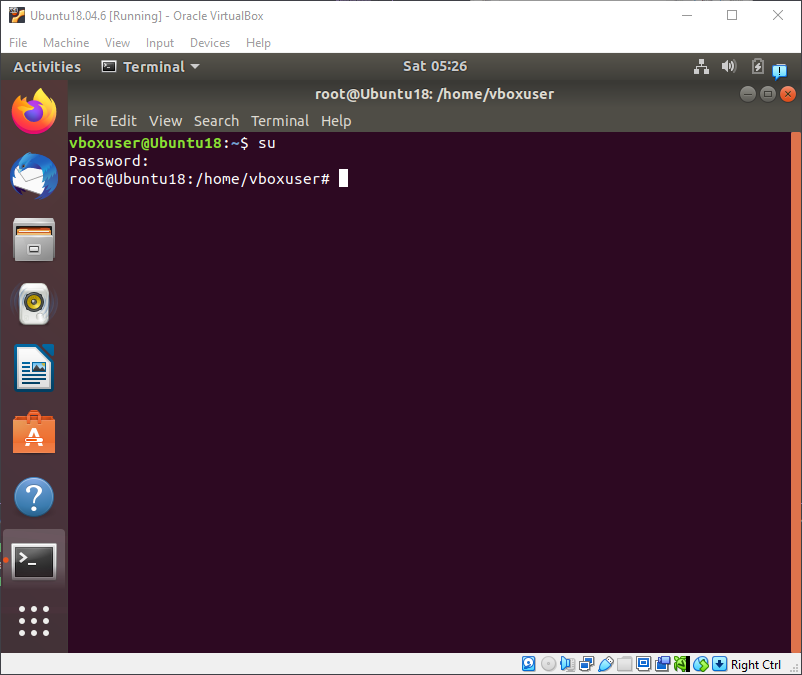 Ubuntu18.04.6 [Running] - Oracle VirtualBox
File Machine View Input Devices Help
Activities Terminal Sat 05:26
root@Ubuntu18: /home/vboxuser
File Edit View Search Terminal Help
vboxuser@Ubuntu18:~$ su
Password:
root@Ubuntu18:/home/vboxuser#
Right Ctrl